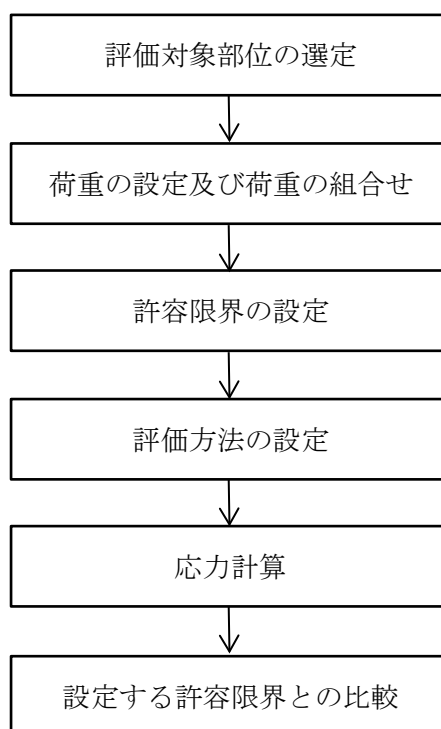 評価対象部位の選定
荷重の設定及び荷重の組合せ
許容限界の設定
評価方法の設定
応力計算
設定する許容限界との比較